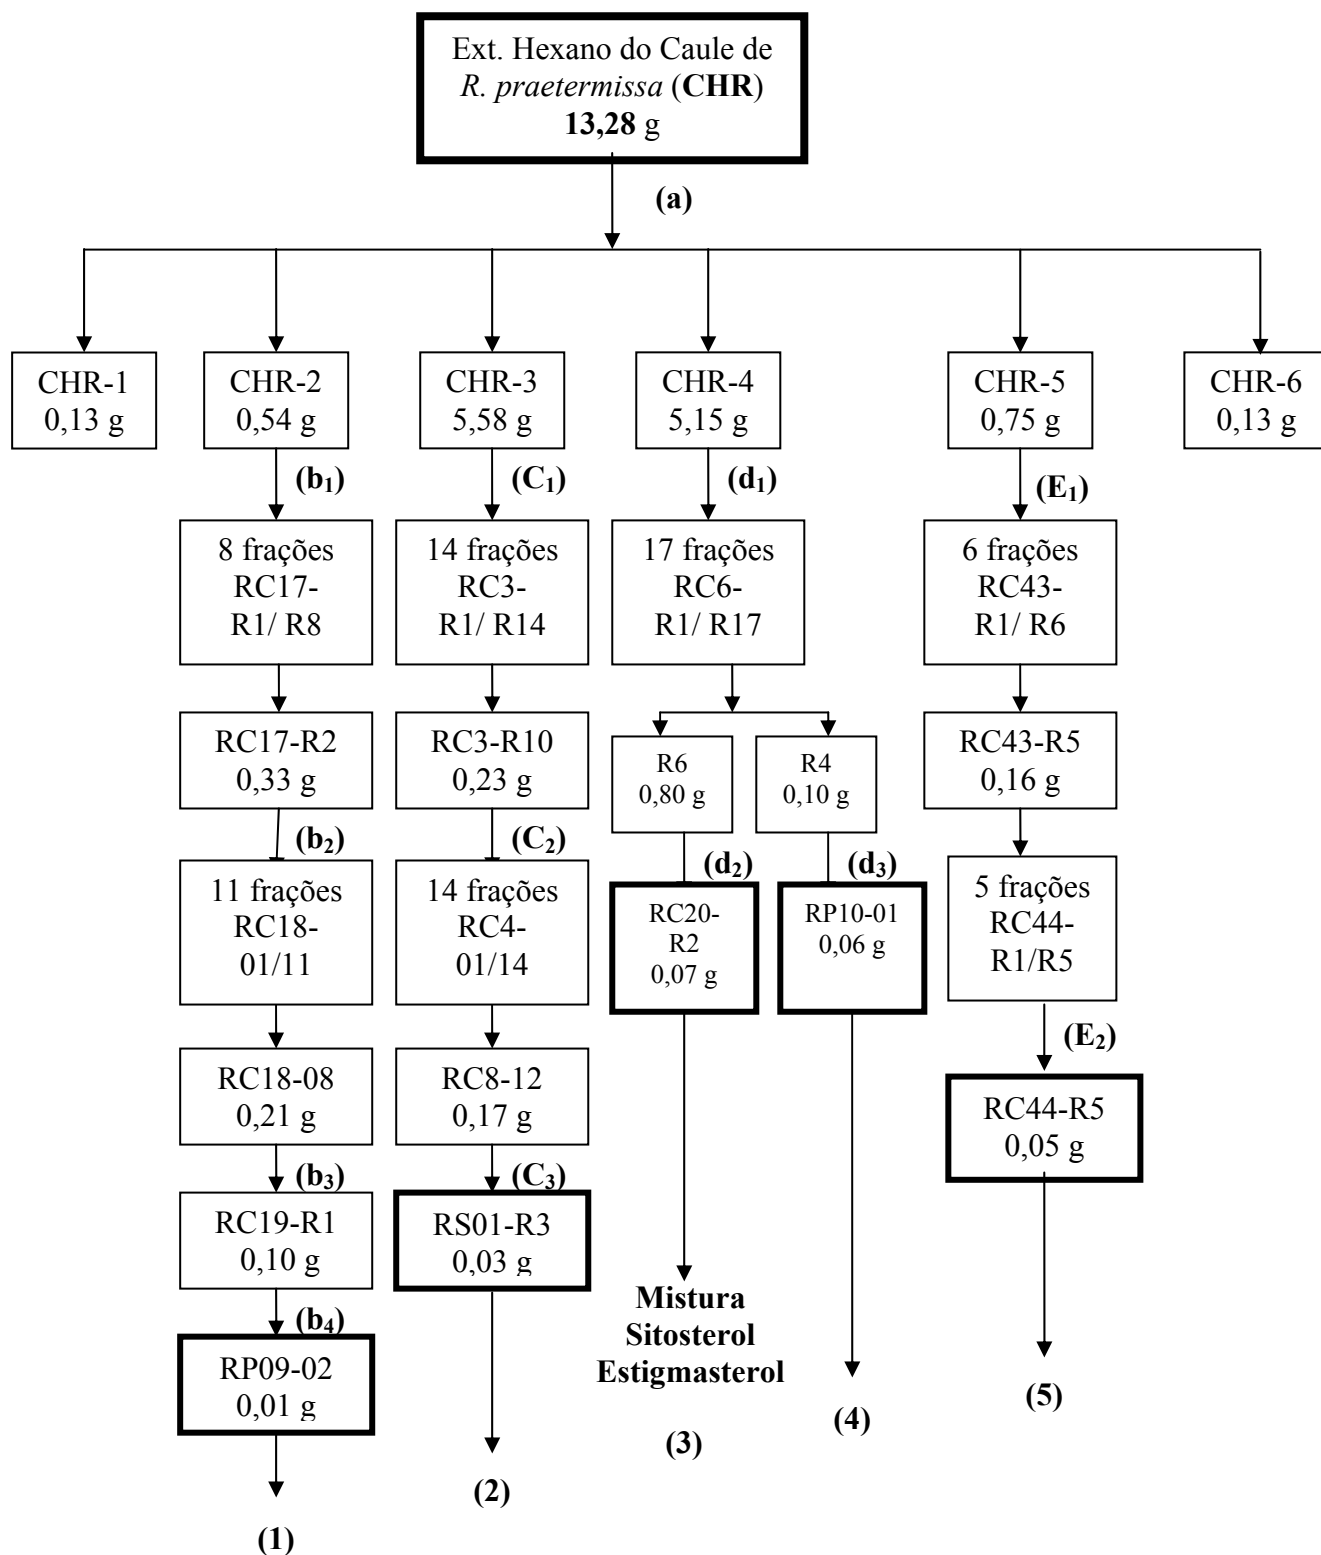 Ext. Hexano do Caule de
R. praetermissa (CHR)
13,28 g
(a)
CHR-1
0,13 g
CHR-2
0,54 g
CHR-3
5,58 g
CHR-4
5,15 g
CHR-5
0,75 g
CHR-6
0,13 g
(b₁)
(C₁)
(d₁)
(E₁)
8 frações
RC17-
R1/ R8
14 frações
RC3-
R1/ R14
17 frações
RC6-
R1/ R17
6 frações
RC43-
R1/ R6
RC17-R2
0,33 g
RC3-R10
0,23 g
R6
0,80 g
R4
0,10 g
RC43-R5
0,16 g
(b₂)
(C₂)
(d₂)
(d₃)
11 frações
RC18-
01/11
14 frações
RC4-
01/14
RC20-
R2
0,07 g
RP10-01
0,06 g
5 frações
RC44-
R1/R5
(E₂)
RC18-08
0,21 g
RC8-12
0,17 g
RC44-R5
0,05 g
(b₃)
(C₃)
RC19-R1
0,10 g
RS01-R3
0,03 g
(b₄)
RP09-02
0,01 g
Mistura
Sitosterol
Estigmasterol
(1)
(2)
(3)
(4)
(5)